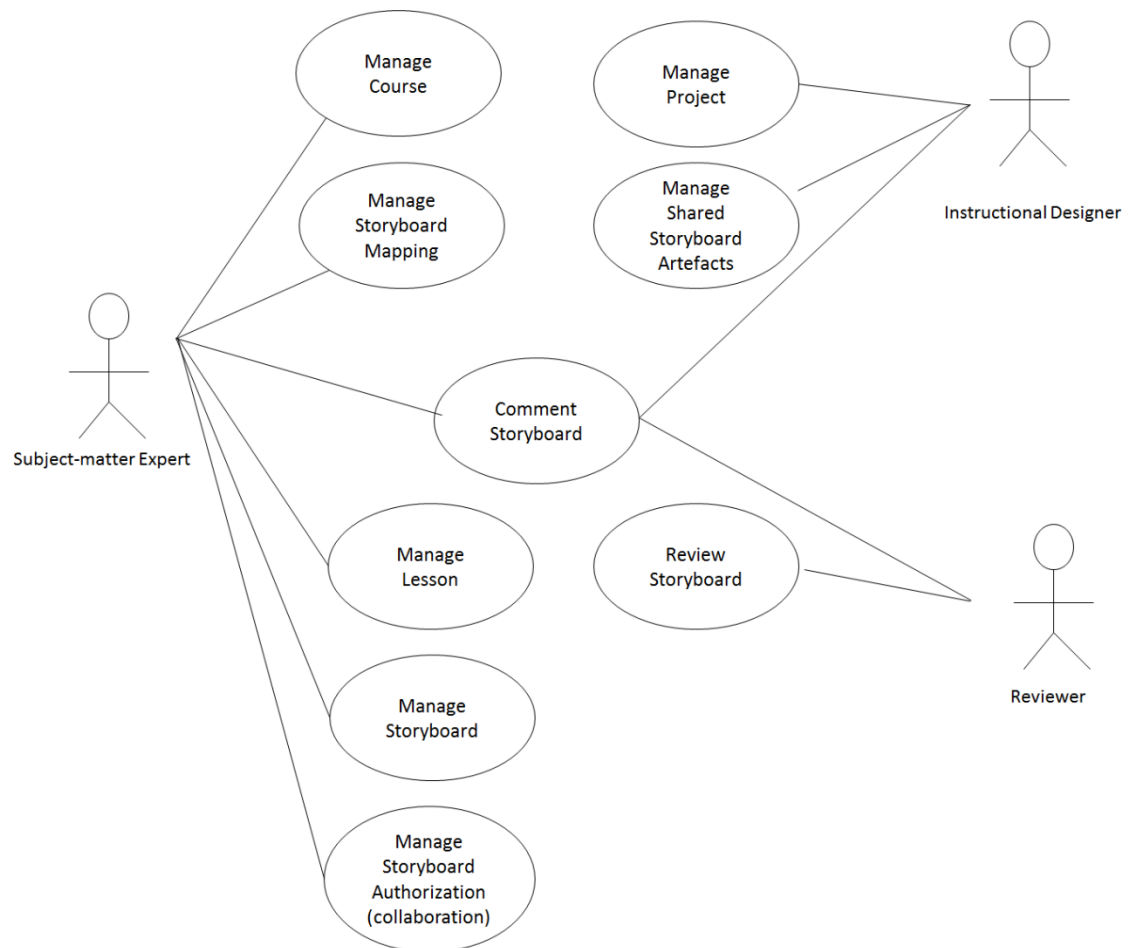 Manage
Course
Manage
Project
Manage
Storyboard
Mapping
Manage
Shared
Storyboard
Artefacts
Instructional Designer
Subject-matter Expert
Comment
Storyboard
Manage
Lesson
Review
Storyboard
Reviewer
Manage
Storyboard
Manage
Storyboard
Authorization
(collaboration)